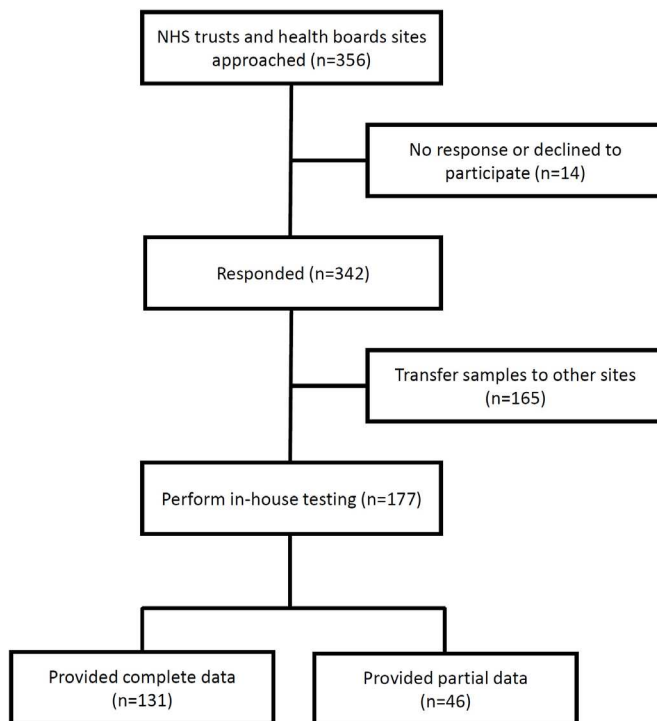 NHS trusts and health boards sites
approached (n=356)
No response or declined to
participate (n=14)
Responded (n=342)
Transfer samples to other sites
(n=165)
Perform in-house testing (n=177)
Provided complete data
(n=131)
Provided partial data
(n=46)